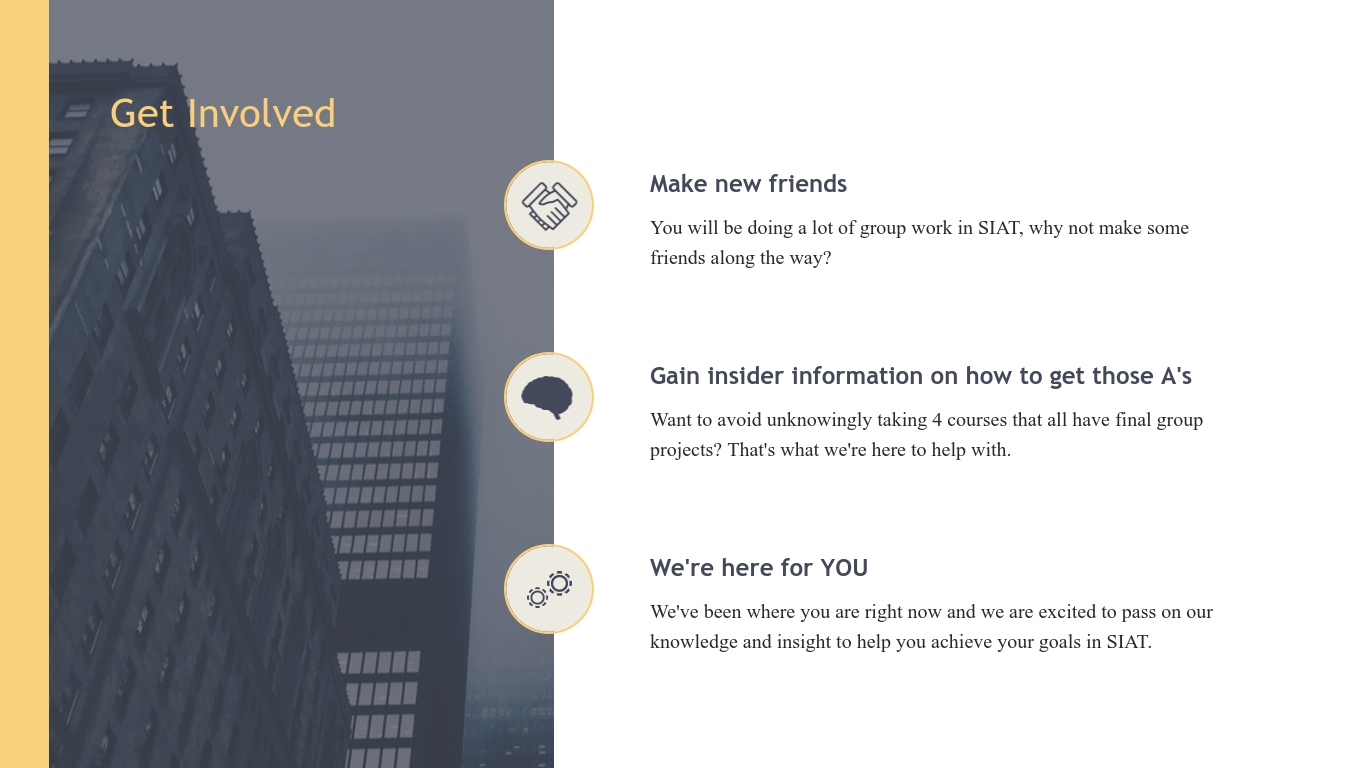 Get Involved
Make new friends
You will be doing a lot of group work in SIAT, why not make some
friends along the way?
Gain insider information on how to get those A's
Want to avoid unknowingly taking 4 courses that all have final group
projects? That's what we're here to help with.
We're here for YOU
We've been where you are right now and we are excited to pass on our
knowledge and insight to help you achieve your goals in SIAT.